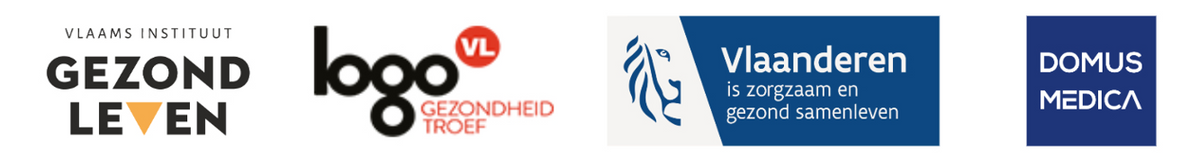 VLAAMS INSTITUUT
GEZOND
LEVEN
logo
VL
GEZONDHEID
TROEF
Vlaanderen
is zorgzaam en
gezond samenleven
DOMUS
MEDICA